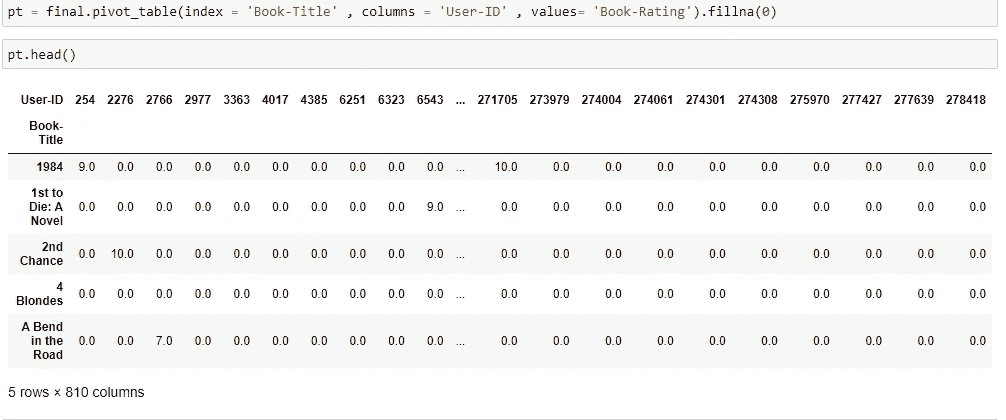 pt = final.pivot_table(index = 'Book-Title' , columns = 'User-ID' , values= 'Book-Rating').fillna(0)
pt.head()
User-ID 254 2276 2766 2977 3363 4017 4385 6251 6323 6543 ... 271705 273979 274004 274061 274301 274308 275970 277427 277639 278418
Book-
Title
1984 9.0 0.0 0.0 0.0 0.0 0.0 0.0 0.0 0.0 0.0 ... 10.0 0.0 0.0 0.0 0.0 0.0 0.0 0.0 0.0 0.0
1st to
Die: A 0.0 0.0 0.0 0.0 0.0 0.0 0.0 0.0 0.0 9.0 ... 0.0 0.0 0.0 0.0 0.0 0.0 0.0 0.0 0.0 0.0
Novel
2nd
Chance 0.0 10.0 0.0 0.0 0.0 0.0 0.0 0.0 0.0 0.0 ... 0.0 0.0 0.0 0.0 0.0 0.0 0.0 0.0 0.0 0.0
4
Blondes 0.0 0.0 0.0 0.0 0.0 0.0 0.0 0.0 0.0 0.0 ... 0.0 0.0 0.0 0.0 0.0 0.0 0.0 0.0 0.0 0.0
A Bend
in the 0.0 0.0 7.0 0.0 0.0 0.0 0.0 0.0 0.0 0.0 ... 0.0 0.0 0.0 0.0 0.0 0.0 0.0 0.0 0.0 0.0
Road
5 rows × 810 columns